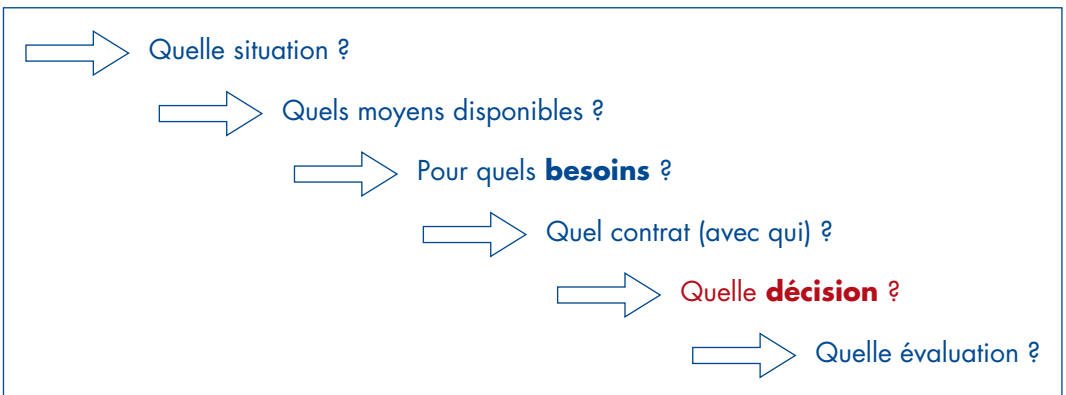 Quelle situation ?
Quels moyens disponibles ?
Pour quels besoins ?
Quel contrat (avec qui) ?
Quelle décision ?
Quelle évaluation ?